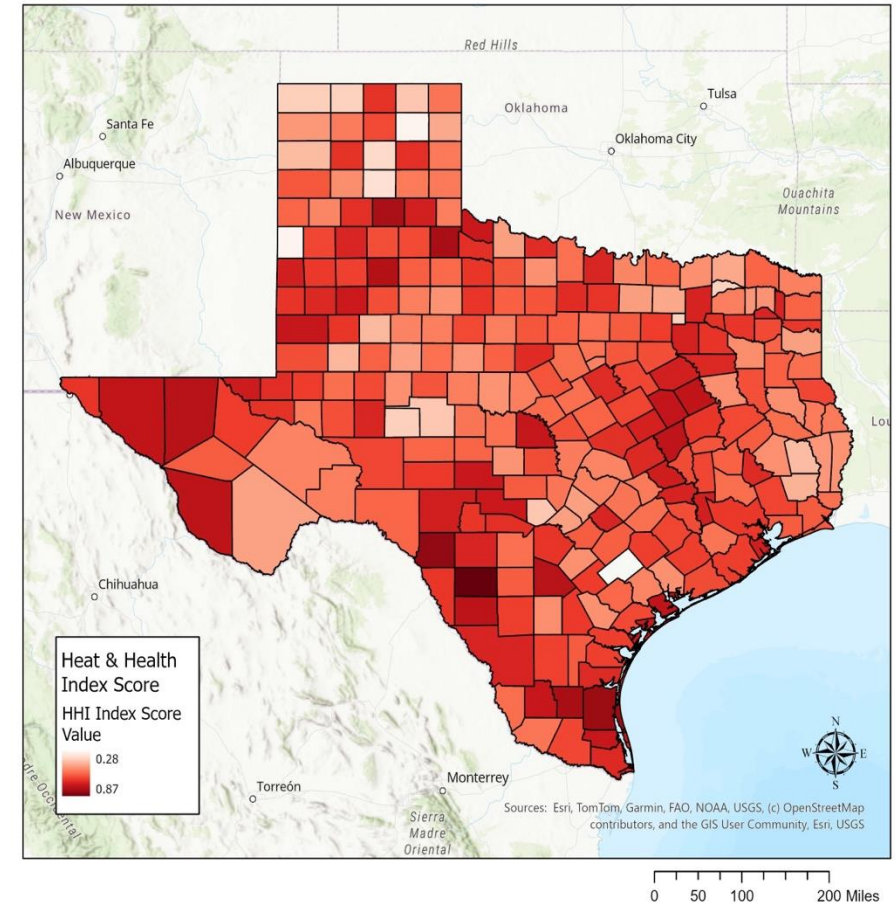 Red Hills
Tulsa
Oklahoma
Santa Fe
Oklahoma City
Albuquerque
Ouachita
Mountains
New Mexico
Lou
Chihuahua
Heat & Health
Index Score
HHI Index Score
Value
0.28
0.87
N
W E
S
Torreón
Monterrey
Sierra
Madre
Oriental
Sources: Esri, TomTom, Garmin, FAO, NOAA, USGS, (c) OpenStreetMap
contributors, and the GIS User Community, Esri, USGS
0 50 100 200 Miles